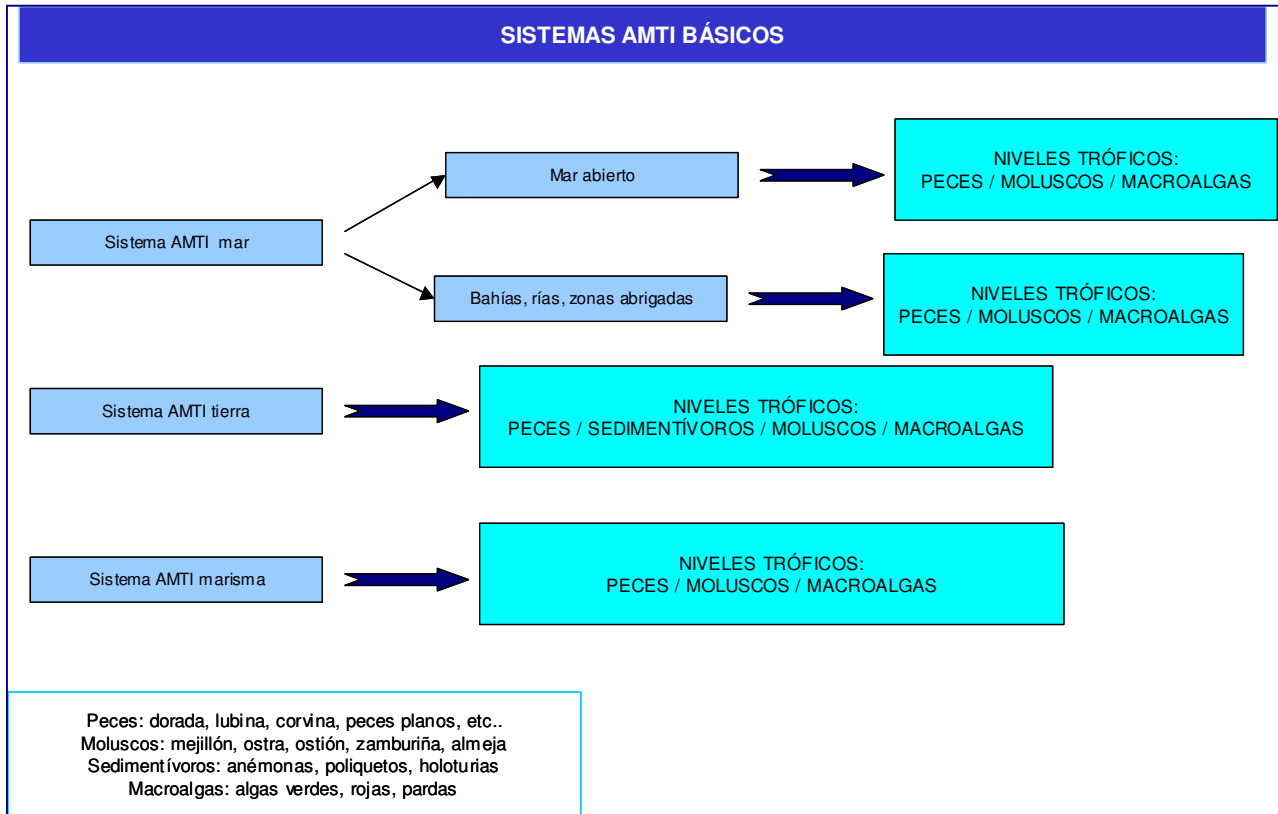 SISTEMAS AMTI BÁSICOS
Mar abierto
NIVELES TRÓFICOS:
PECES / MOLUSCOS / MACROALGAS
Sistema AMTI mar
Bahías, rías, zonas abrigadas
NIVELES TRÓFICOS:
PECES / MOLUSCOS / MACROALGAS
Sistema AMTI tierra
NIVELES TRÓFICOS:
PECES / SEDIMENTÍVOROS / MOLUSCOS / MACROALGAS
Sistema AMTI marisma
NIVELES TRÓFICOS:
PECES / MOLUSCOS / MACROALGAS
Peces: dorada, lubina, corvina, peces planos, etc..
Moluscos: mejillón, ostra, ostión, zamburiña, almeja
Sedimentívoros: anémonas, poliquetos, holoturias
Macroalgas: algas verdes, rojas, pardas